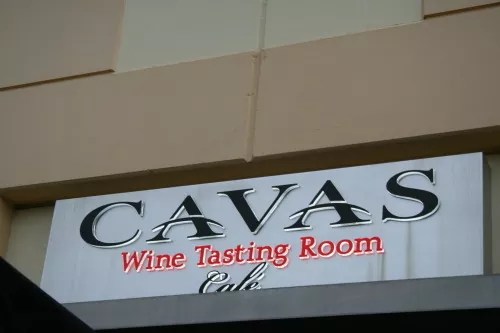 CAVAS
Wine Tasting Room
Café